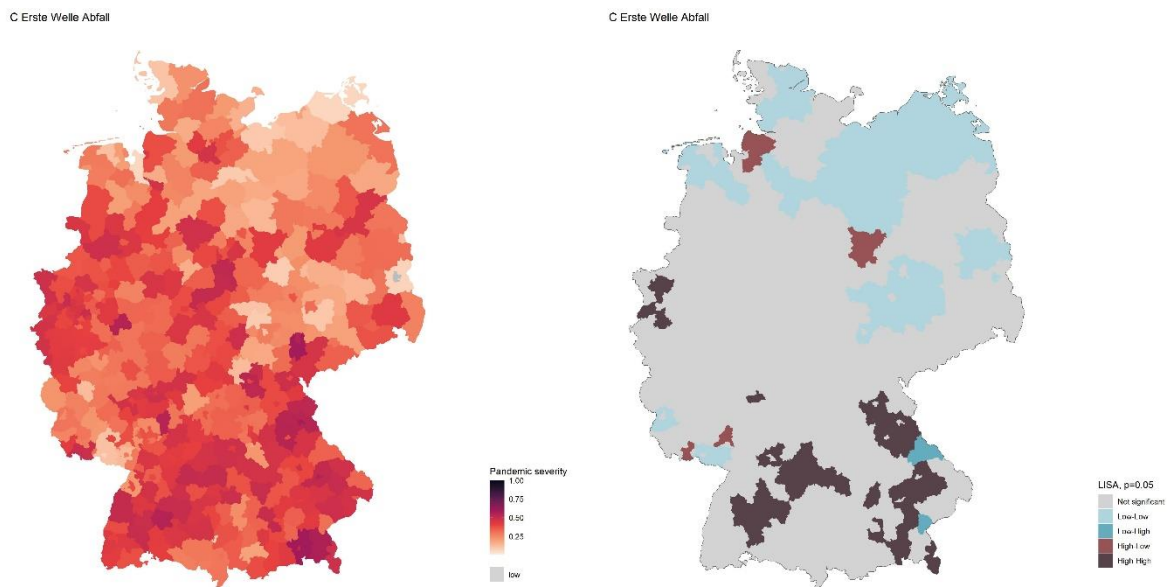 C Erste Welle Abfall
C Erste Welle Abfall
Pandemic severity
1.00
0.75
0.50
0.25
low
LISA, p=0.05
Not significant
Low-Low
Low-High
High-Low
High High